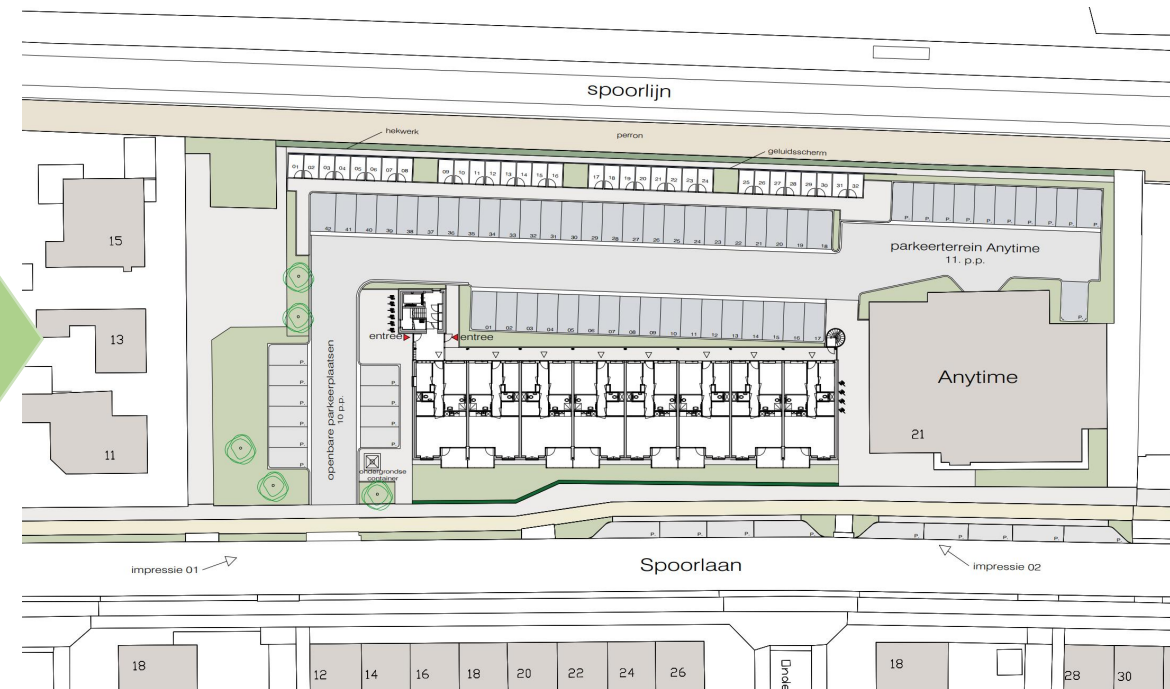 spoorlijn
hekwerk
perron
geluidsscherm
01 02 03 04 05 06 07 08
09 10 11 12 13 14 15 16
17 18 19 20 21 22 23 24
25 26 27 28 29 30 31 32
P. P. P. P. P. P. P. P. P. P.
42 41 40 39 38 37 36 35 34 33 32 31 30 29 28 27 26 25 24 23 22 21 20 19 18
parkeerterrein Anytime
11. p.p.
P.
15
13
11
01 02 03 04 05 06 07 08 09 10 11 12 13 14 15 16 17
entree
entree
openbare parkeerplaatsen
10 p.p.
P.
P.
P.
P.
P.
P.
P.
P.
P.
P.
ondergrondse
container
Anytime
21
P. P. P. P.
P. P. P. P. P.
impressie 01
Spoorlaan
impressie 02
18
12
14
16
18
20
22
24
26
18
28
30